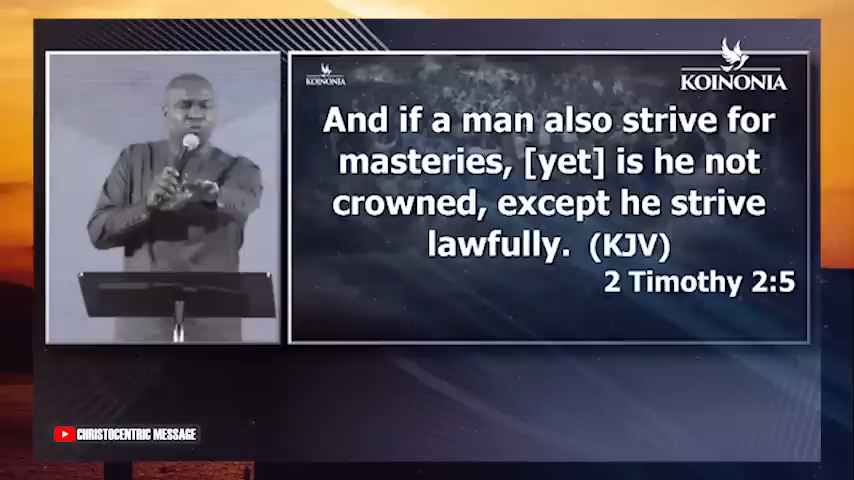 KOINONIA
KOINONIA
And if a man also strive for
masteries, [yet] is he not
crowned, except he strive
lawfully. (KJV)
2 Timothy 2:5
CHRISTOCENTRIC MESSAGE